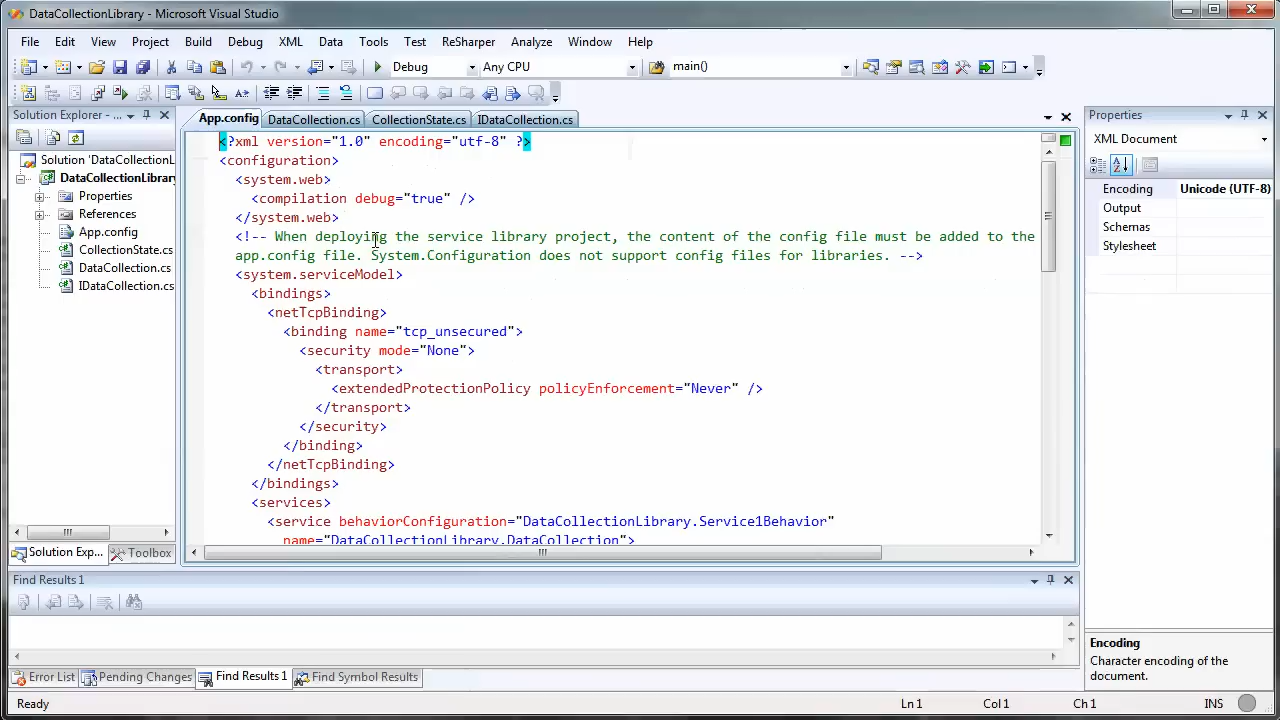 DataCollectionLibrary - Microsoft Visual Studio
File Edit View Project Build Debug XML Data Tools Test ReSharper Analyze Window Help
Debug Any CPU main()
Solution Explorer - ...
Solution 'DataCollectionL
DataCollectionLibrary
Properties
References
App.config
CollectionState.cs
DataCollection.cs
IDataCollection.cs
Solution Exp... Toolbox
App.config DataCollection.cs CollectionState.cs IDataCollection.cs
<?xml version="1.0" encoding="utf-8" ?>
<configuration>
<system.web>
<compilation debug="true" />
</system.web>
<!-- When deploying the service library project, the content of the config file must be added to the
app.config file. System.Configuration does not support config files for libraries. -->
<system.serviceModel>
<bindings>
<netTcpBinding>
<binding name="tcp_unsecured">
<security mode="None">
<transport>
<extendedProtectionPolicy policyEnforcement="Never" />
</transport>
</security>
</binding>
</netTcpBinding>
</bindings>
<services>
<service behaviorConfiguration="DataCollectionLibrary.Service1Behavior"
name="DataCollectionLibrary.DataCollection">
Properties
XML Document
Encoding Unicode (UTF-8)
Output
Schemas
Stylesheet
Encoding
Character encoding of the
document.
Find Results 1
Error List Pending Changes Find Results 1 Find Symbol Results
Ready Ln 1 Col 1 Ch 1 INS